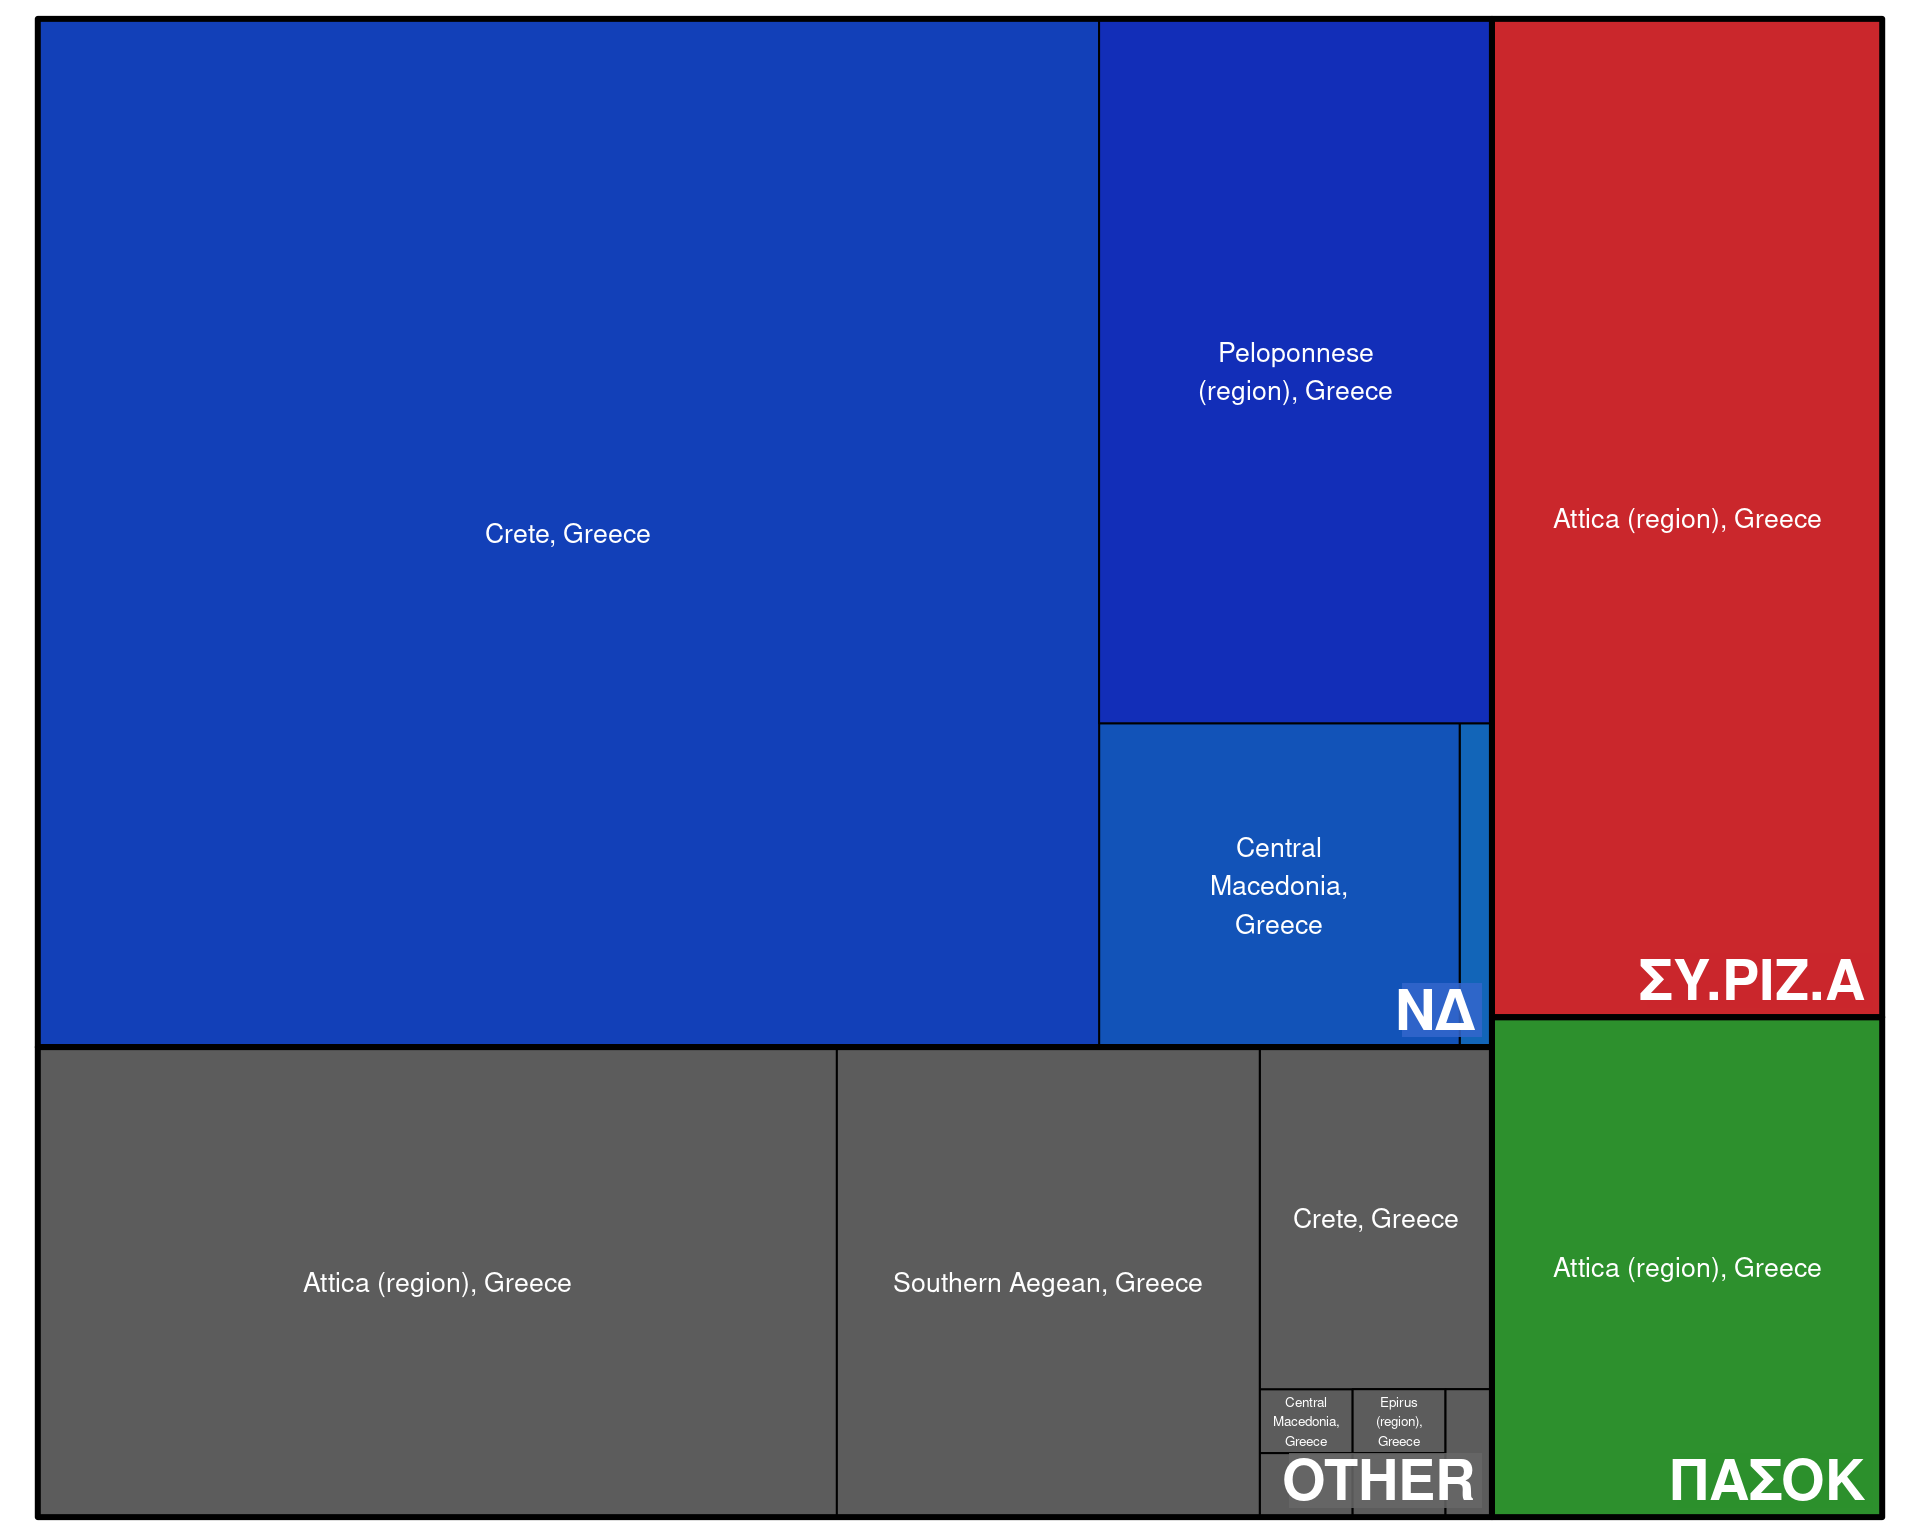 Crete, Greece
Peloponnese
(region), Greece
Central
Macedonia,
Greece
ΝΔ
Attica (region), Greece
ΣΥ.ΡΙΖ.Α
Attica (region), Greece
Southern Aegean, Greece
Crete, Greece
Central
Macedonia,
Greece
Epirus
(region),
Greece
OTHER
Attica (region), Greece
ΠΑΣΟΚ